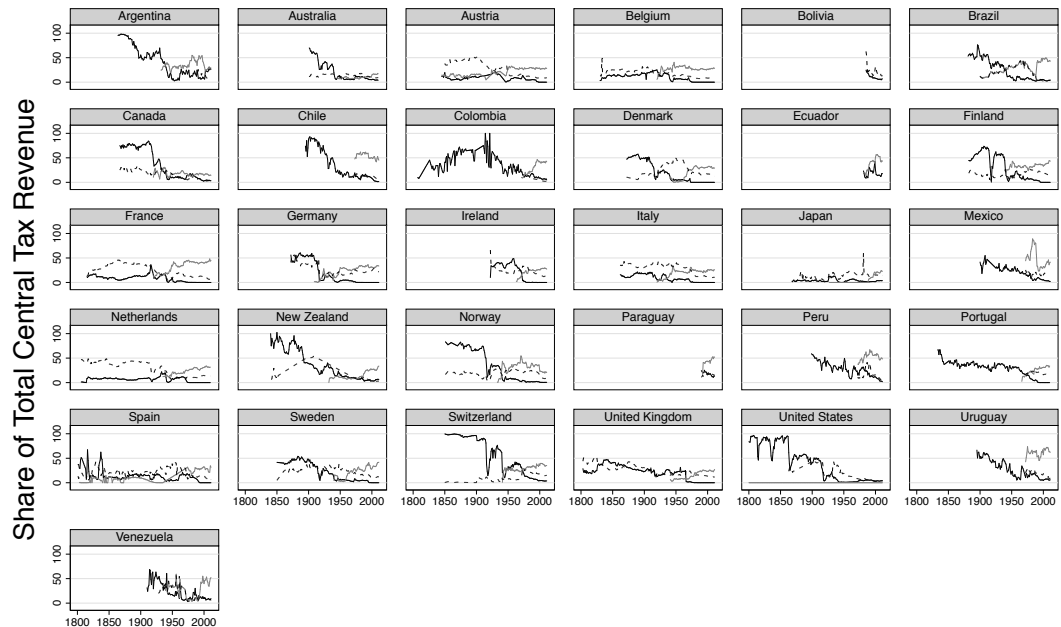 Share of Total Central Tax Revenue
Argentina Australia Austria Belgium Bolivia Brazil
100
50
0
Canada Chile Colombia Denmark Ecuador Finland
100
50
0
France Germany Ireland Italy Japan Mexico
100
50
0
Netherlands New Zealand Norway Paraguay Peru Portugal
100
50
0
Spain Sweden Switzerland United Kingdom United States Uruguay
100
50
0
1800 1850 1900 1950 2000 1800 1850 1900 1950 2000 1800 1850 1900 1950 2000 1800 1850 1900 1950 2000 1800 1850 1900 1950 2000
Venezuela
100
50
0
1800 1850 1900 1950 2000